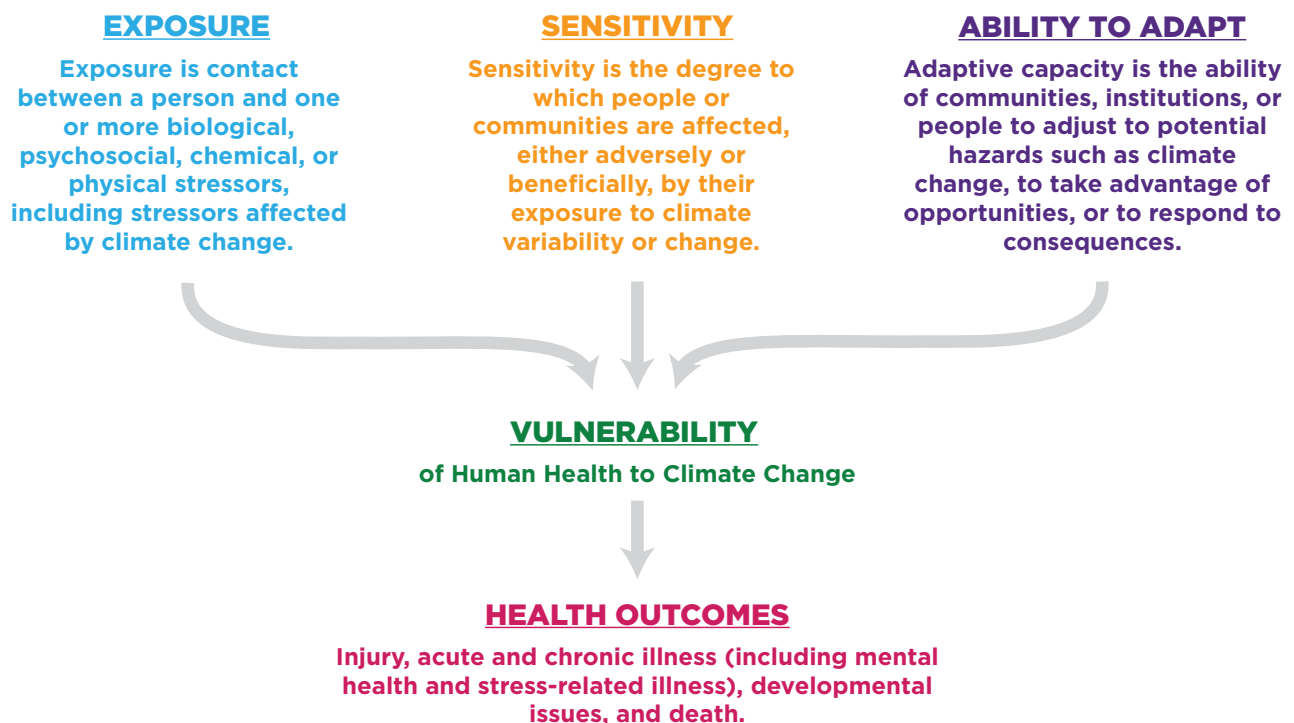 EXPOSURE
Exposure is contact
between a person and one
or more biological,
psychosocial, chemical, or
physical stressors,
including stressors affected
by climate change.
SENSITIVITY
Sensitivity is the degree to
which people or
communities are affected,
either adversely or
beneficially, by their
exposure to climate
variability or change.
ABILITY TO ADAPT
Adaptive capacity is the ability
of communities, institutions, or
people to adjust to potential
hazards such as climate
change, to take advantage of
opportunities, or to respond to
consequences.
VULNERABILITY
of Human Health to Climate Change
HEALTH OUTCOMES
Injury, acute and chronic illness (including mental
health and stress-related illness), developmental
issues, and death.